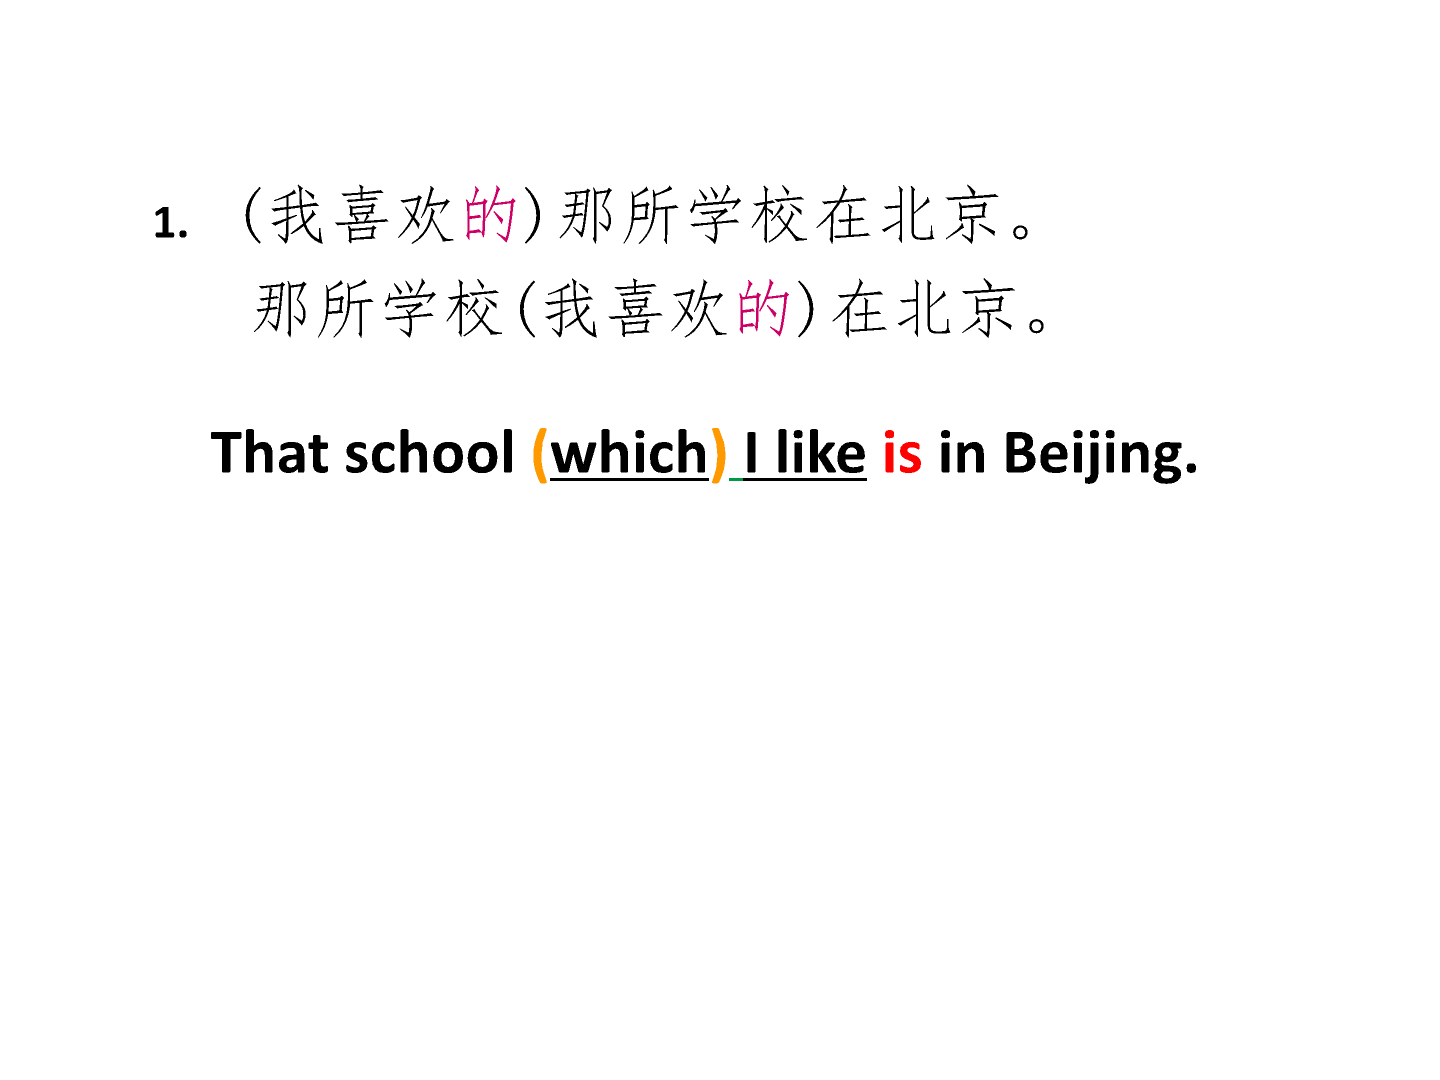 1. (我喜欢的)那所学校在北京。
那所学校(我喜欢的)在北京。
That school (which) I like is in Beijing.